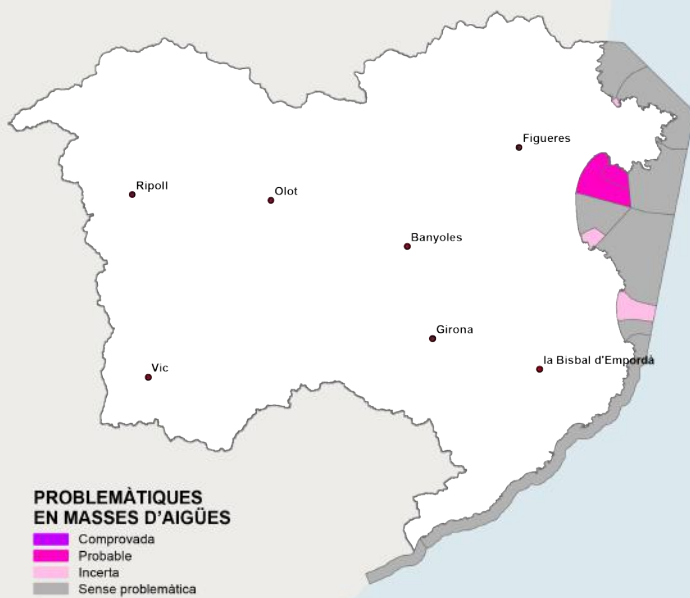 Figueres
Ripoll
Olot
Banyoles
Girona
la Bisbal d'Empordà
Vic
PROBLEMÀTIQUES
EN MASSES D'AIGÜES
Comprovada
Probable
Incerta
Sense problemàtica